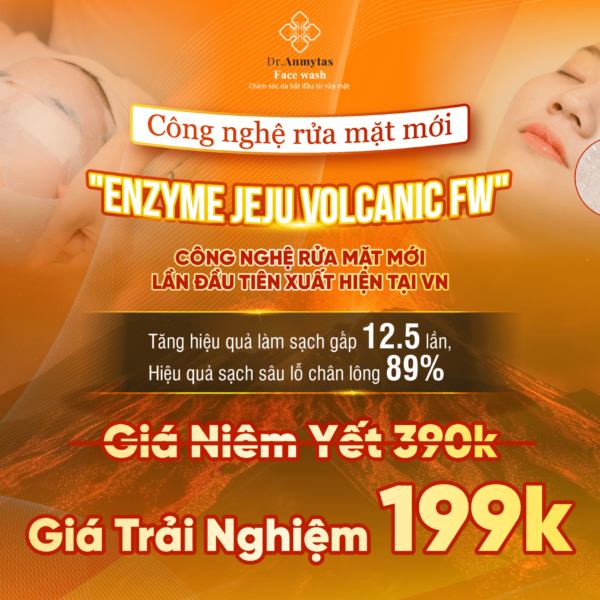 Dr.Anmytas
Face wash
Chăm sóc da bắt đầu từ rửa mặt
Công nghệ rửa mặt mới
"ENZYME JEJU VOLCANIC FW"
CÔNG NGHỆ RỬA MẶT MỚI
LẦN ĐẦU TIÊN XUẤT HIỆN TẠI VN
Tăng hiệu quả làm sạch gấp 12.5 lần,
Hiệu quả sạch sâu lỗ chân lông 89%
Giá Niêm Yết 390k
Giá Trải Nghiệm 199k